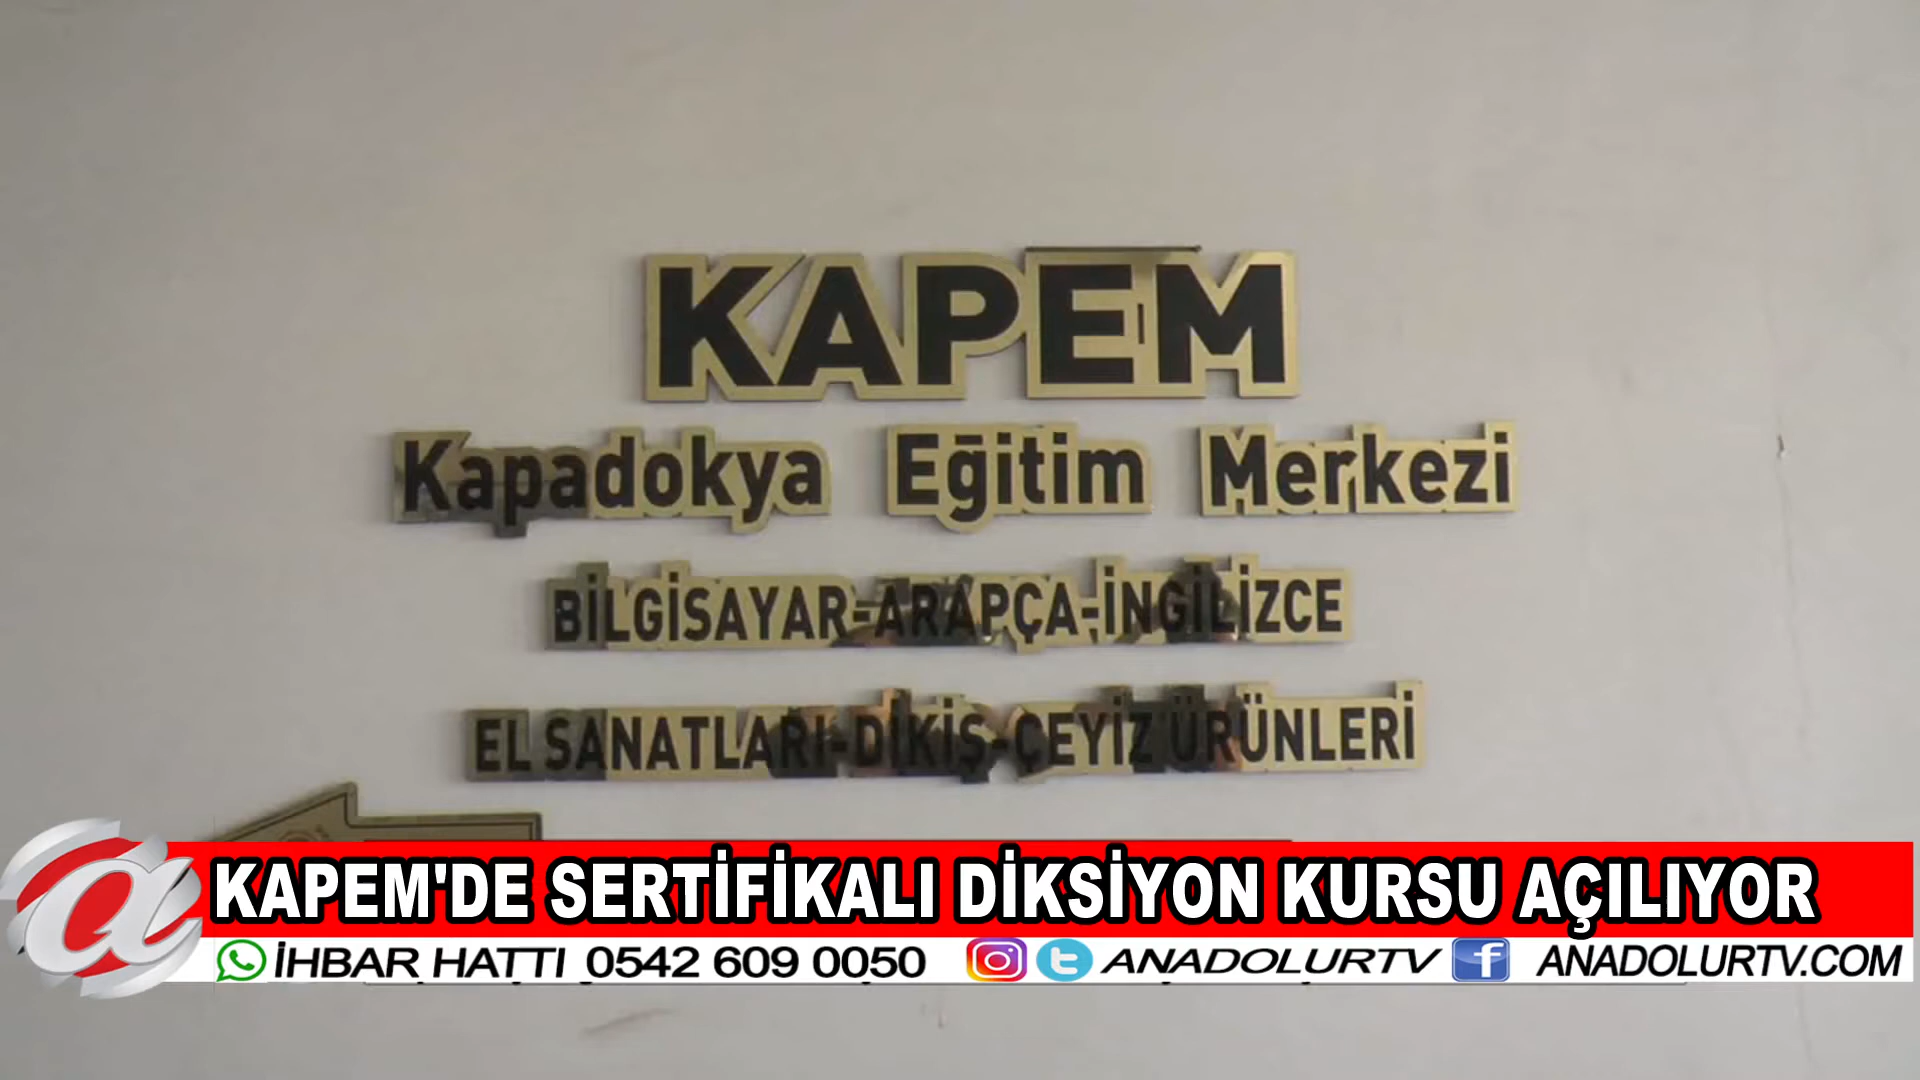 KAPEM
Kapadokya Eğitim Merkezi
BİLGİSAYAR-ARAPÇA-İNGİLİZCE
EL SANATLARI-DİKİŞ-ÇEYİZ ÜRÜNLERİ
KAPEM'DE SERTİFİKALI DİKSİYON KURSU AÇILIYOR
İHBAR HATTI 0542 609 0050 ANADOLURTV ANADOLURTV.COM